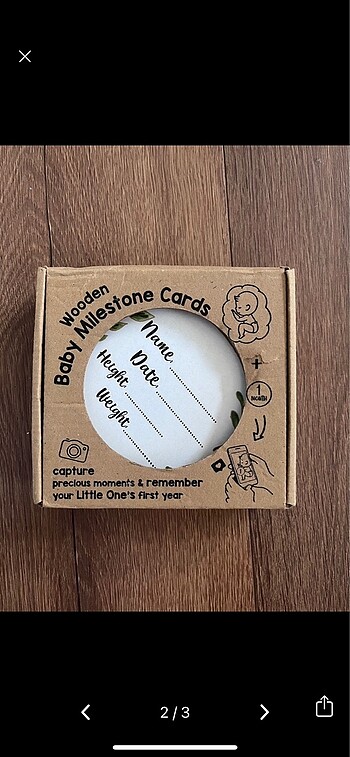 Wooden
Baby Milestone Cards
Name
Date
Height
Weight
+
1
MONTH
capture
precious moments & remember
your Little One's first year
2 / 3